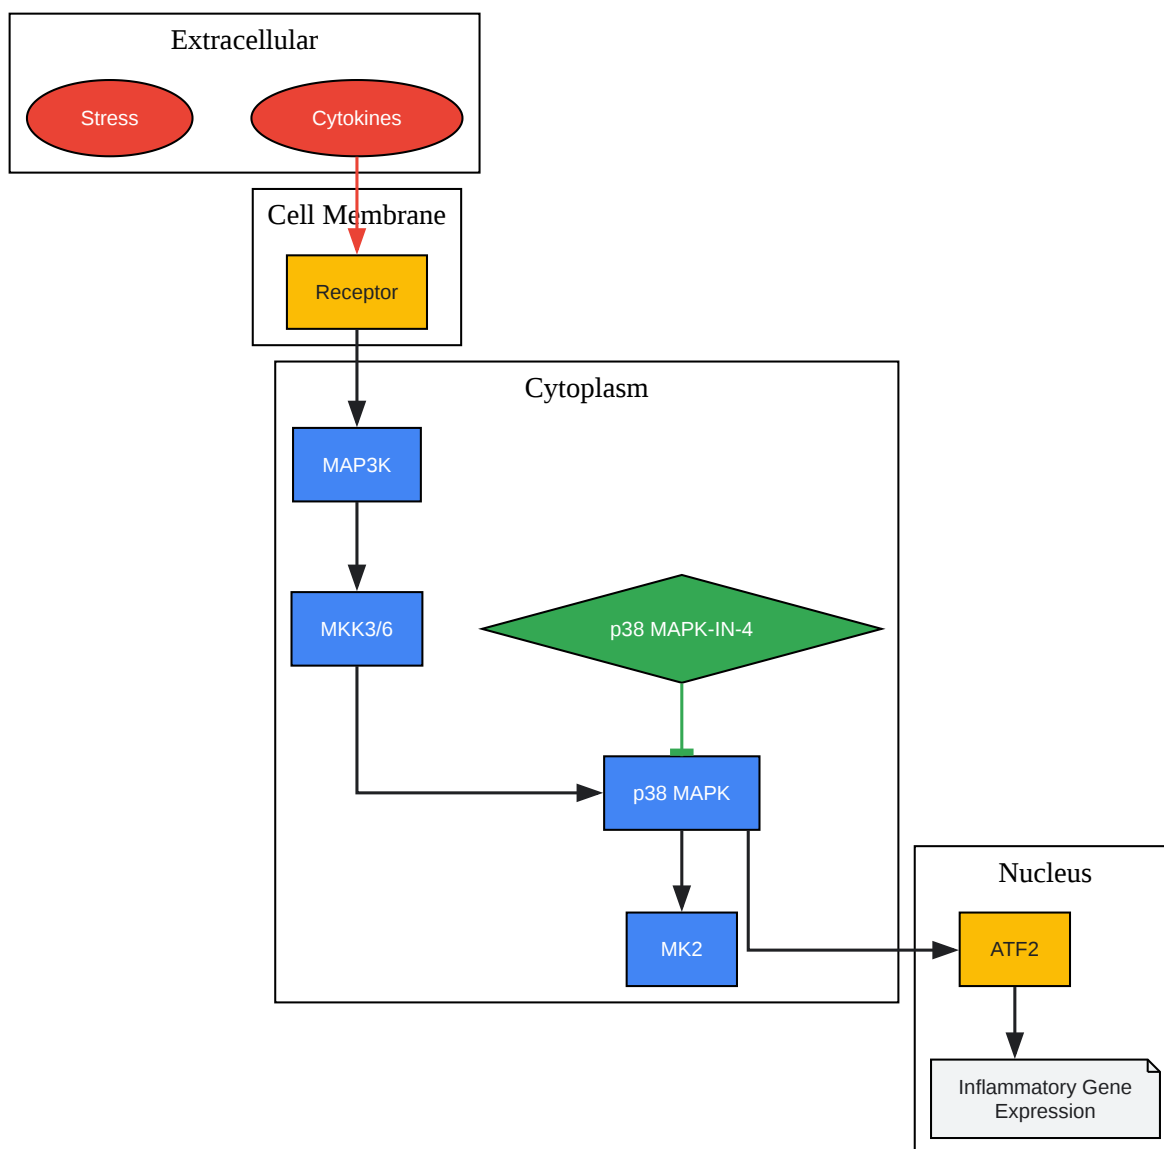 Extracellular
Stress
Cytokines
Cell Membrane
Receptor
Cytoplasm
MAP3K
MKK3/6
p38 MAPK-IN-4
p38 MAPK
MK2
Nucleus
ATF2
Inflammatory Gene
Expression